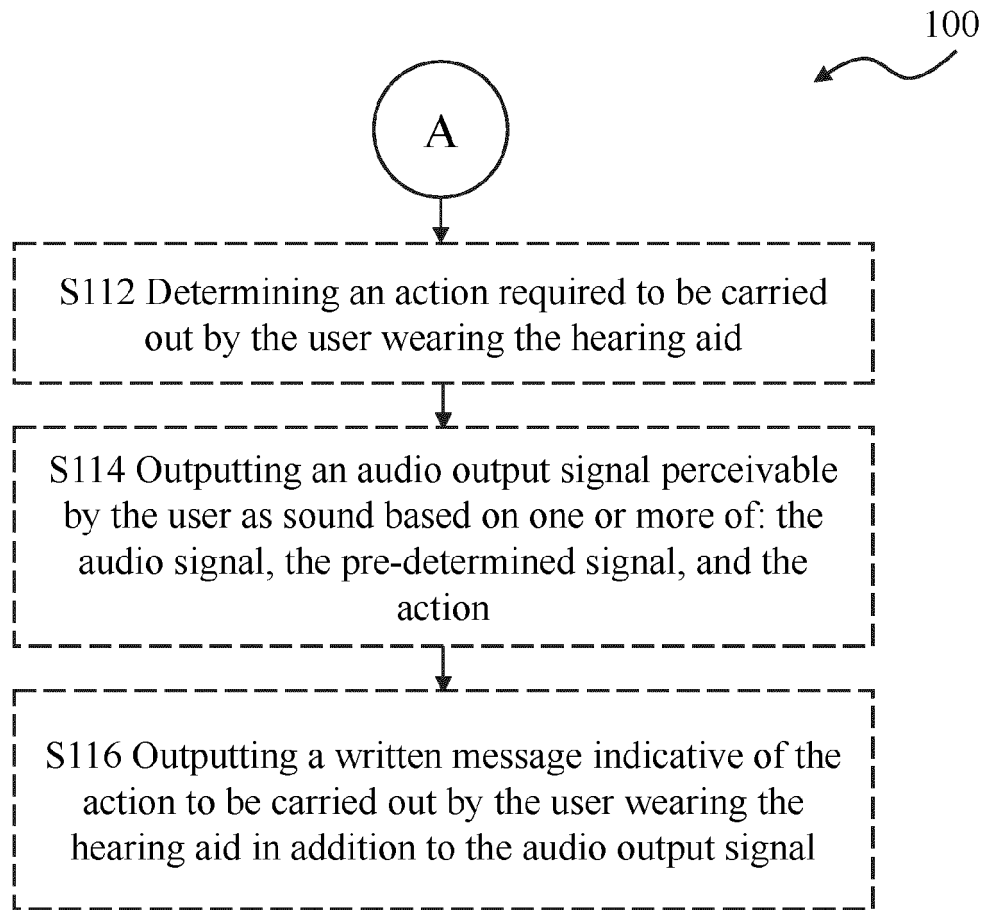 100
A
S112 Determining an action required to be carried
out by the user wearing the hearing aid
S114 Outputting an audio output signal perceivable
by the user as sound based on one or more of: the
audio signal, the pre-determined signal, and the
action
S116 Outputting a written message indicative of the
action to be carried out by the user wearing the
hearing aid in addition to the audio output signal